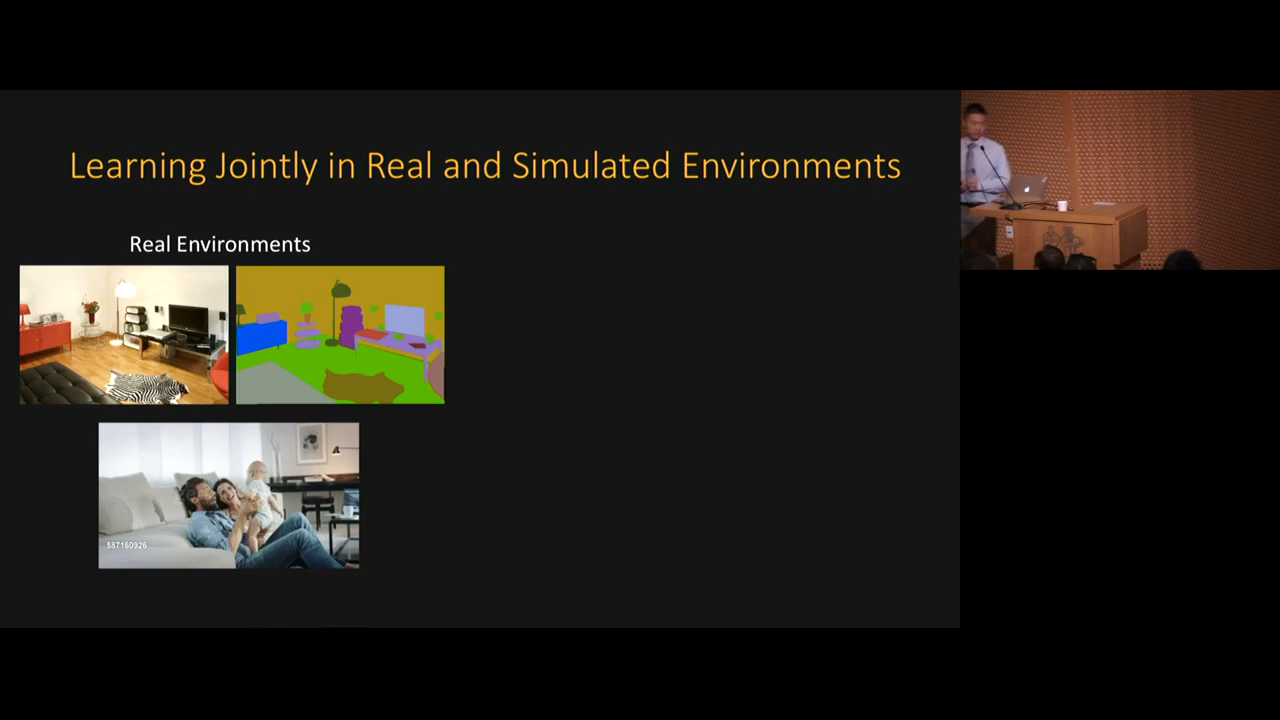 Learning Jointly in Real and Simulated Environments
Real Environments
587160926